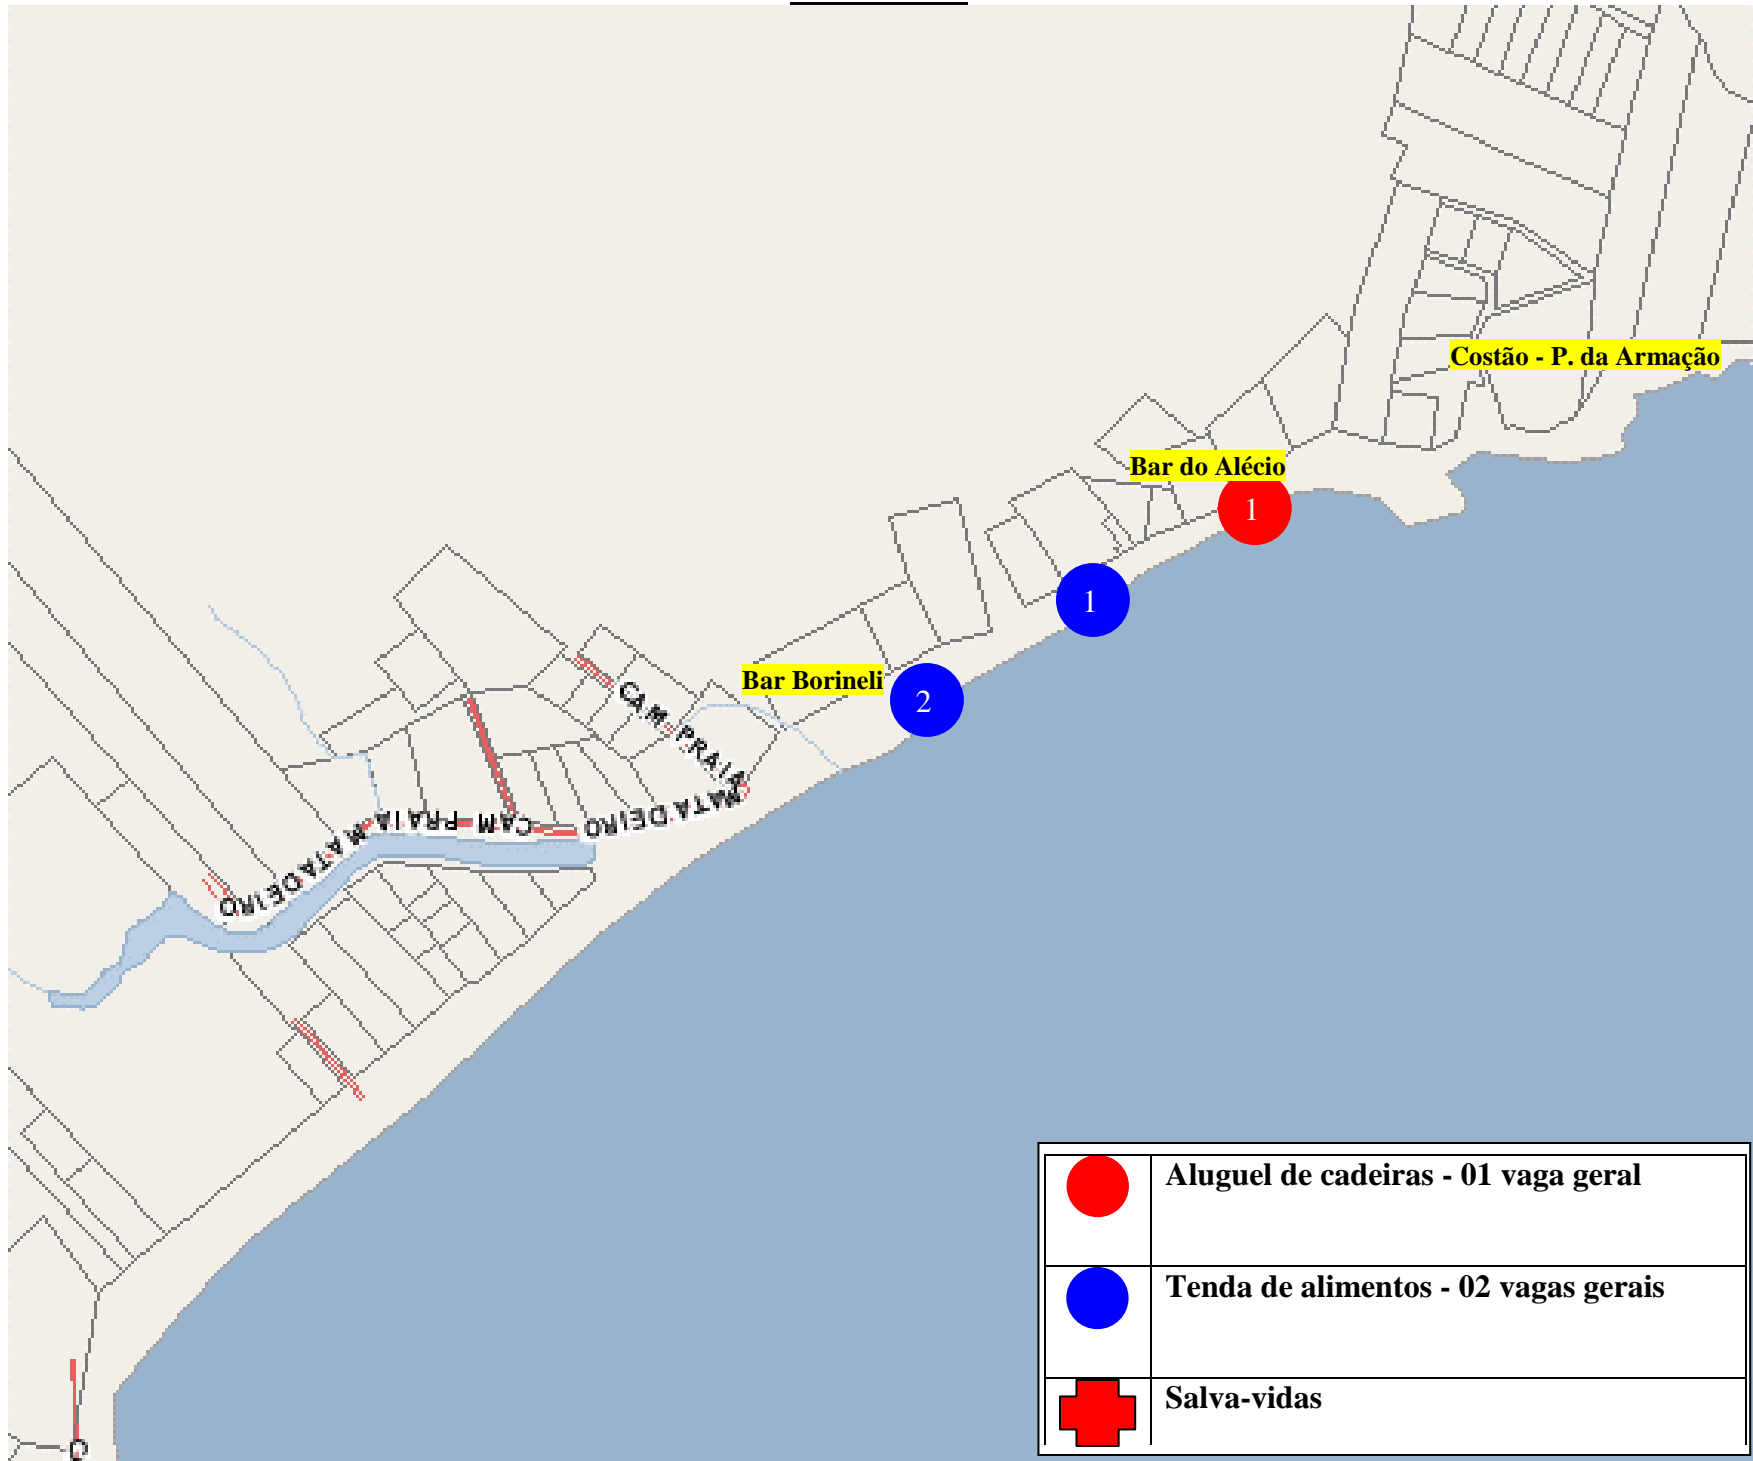 Costão - P. da Armação
Bar do Alécio
1
1
Bar Borineli
2
CAM PRAIA
MATADEIRO
CAM PRAIA MATADEIRO
Aluguel de cadeiras - 01 vaga geral
Tenda de alimentos - 02 vagas gerais
Salva-vidas